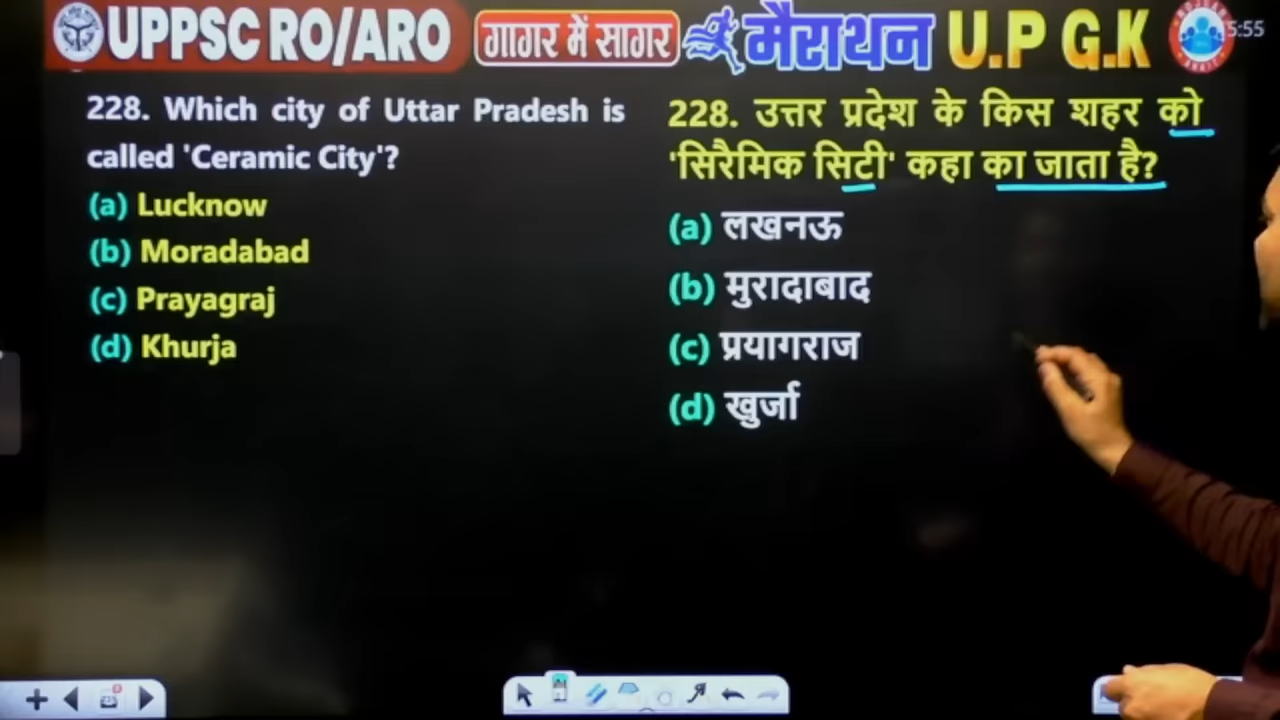 UPPSC RO/ARO गागर में सागर मैराथन U.P G.K
5:55
228. Which city of Uttar Pradesh is
called 'Ceramic City'?
(a) Lucknow
(b) Moradabad
(c) Prayagraj
(d) Khurja
228. उत्तर प्रदेश के किस शहर को
'सिरैमिक सिटी' कहा का जाता है?
(a) लखनऊ
(b) मुरादाबाद
(c) प्रयागराज
(d) खुर्जा